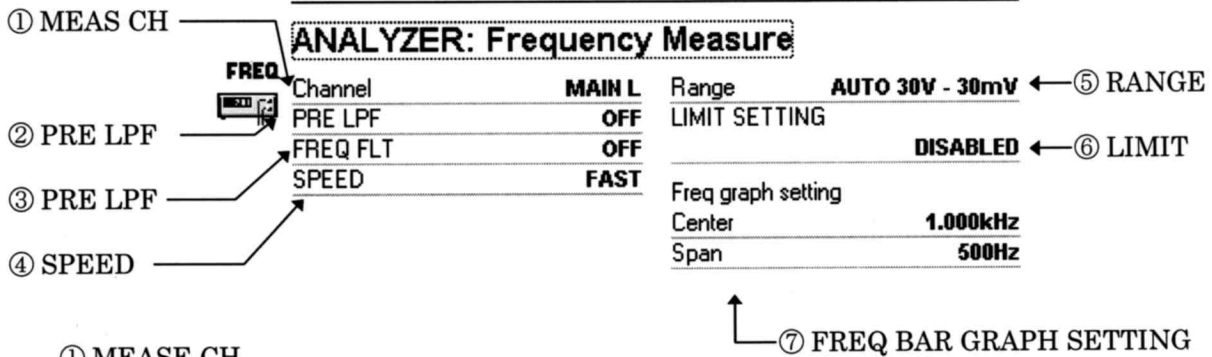 ① MEAS CH
ANALYZER: Frequency Measure
FREQ
Channel MAIN L
Range AUTO 30V - 30mV
⑤ RANGE
② PRE LPF
PRE LPF OFF
LIMIT SETTING
FREQ FLT OFF
DISABLED
⑥ LIMIT
③ PRE LPF
SPEED FAST
Freq graph setting
Center 1.000kHz
④ SPEED
Span 500Hz
⑦ FREQ BAR GRAPH SETTING
① MEASE CH